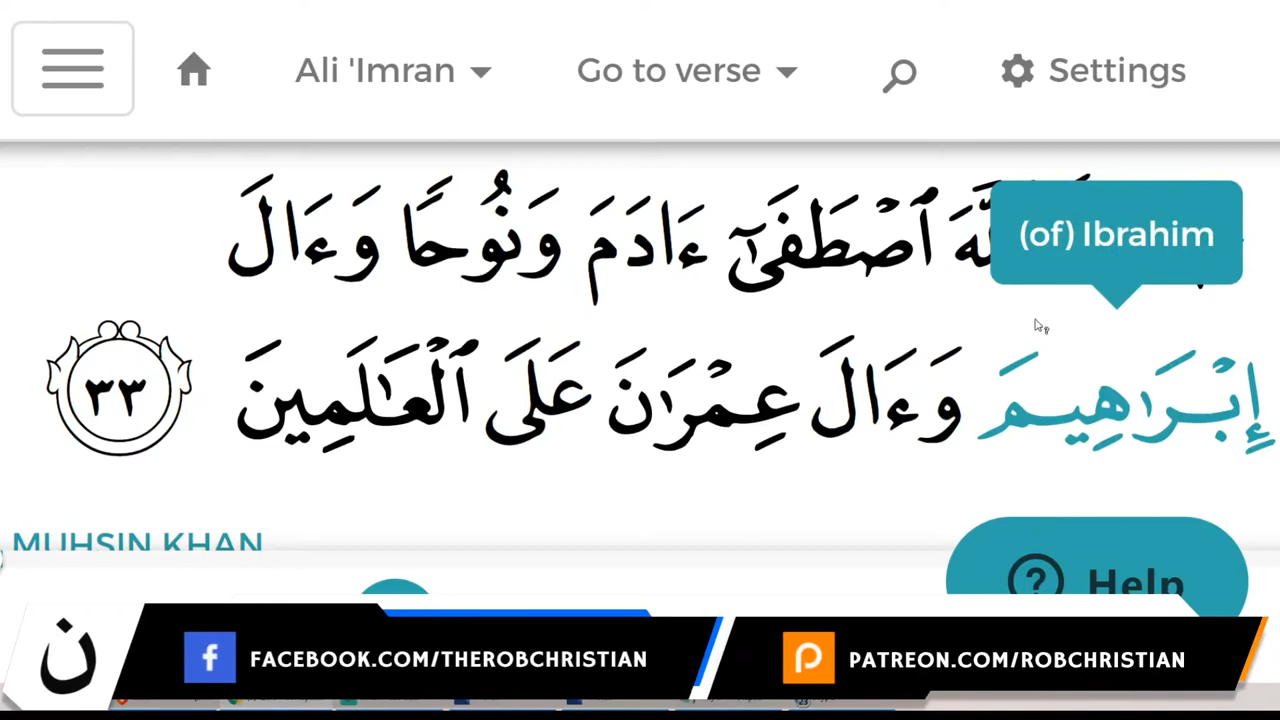 Ali 'Imran Go to verse Settings
(of) Ibrahim
ٱصْطَفَىٰٓ ءَادَمَ وَنُوحًا وَءَالَ
إِبْرَٰهِيمَ وَءَالَ عِمْرَٰنَ عَلَى ٱلْعَـٰلَمِينَ ٣٣
MUHSIN KHAN
Help
ن FACEBOOK.COM/THEROBCHRISTIAN PATREON.COM/ROBCHRISTIAN